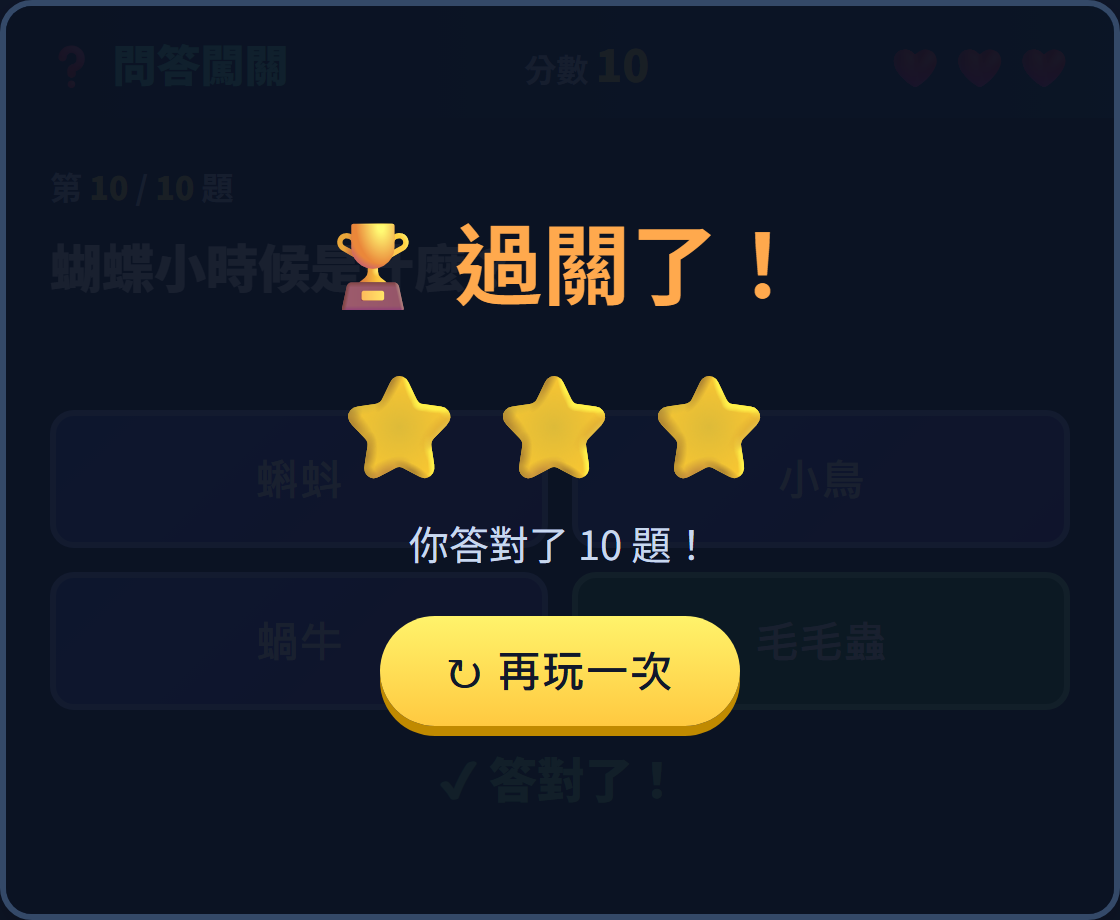 ❓ 問答闖關 分數 10
第 10 / 10 題
蝴蝶小時候是什麼
🏆 過關了！
蝌蚪 小鳥
你答對了 10 題！
蝸牛 毛毛蟲
↻ 再玩一次
✓ 答對了！